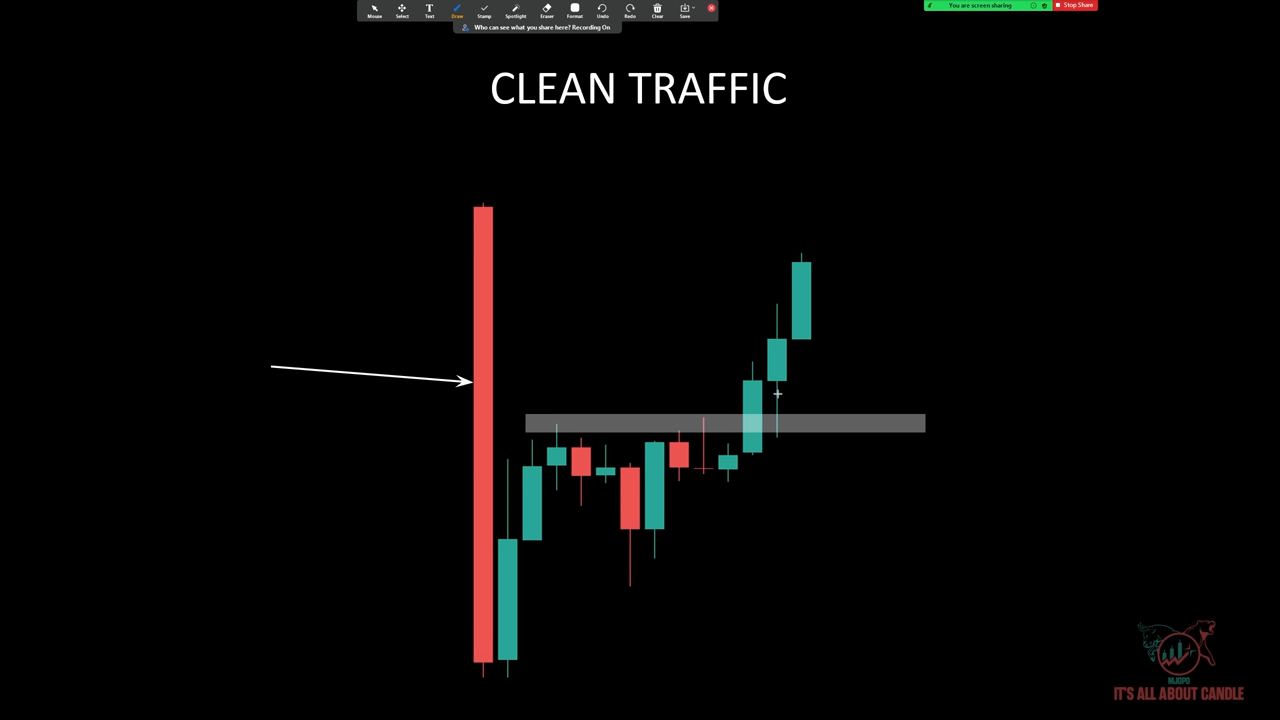 Mouse Select Text Draw Stamp Spotlight Eraser Format Undo Redo Clear Save
You are screen sharing Stop Share
Who can see what you share here? Recording On
CLEAN TRAFFIC
MJOPO
IT'S ALL ABOUT CANDLE